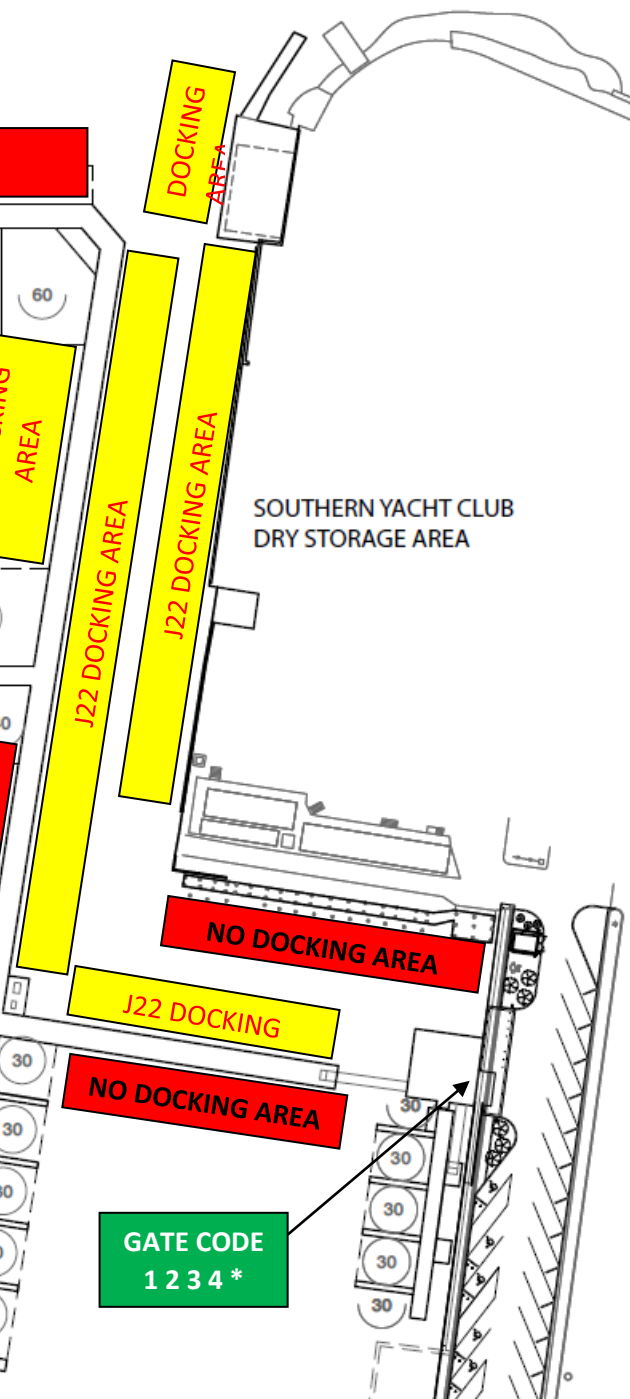 DOCKING
AREA
60
AREA
J22 DOCKING AREA
J22 DOCKING AREA
SOUTHERN YACHT CLUB
DRY STORAGE AREA
NO DOCKING AREA
J22 DOCKING
NO DOCKING AREA
30
30
30
30
30
30
30
30
GATE CODE
1 2 3 4 *